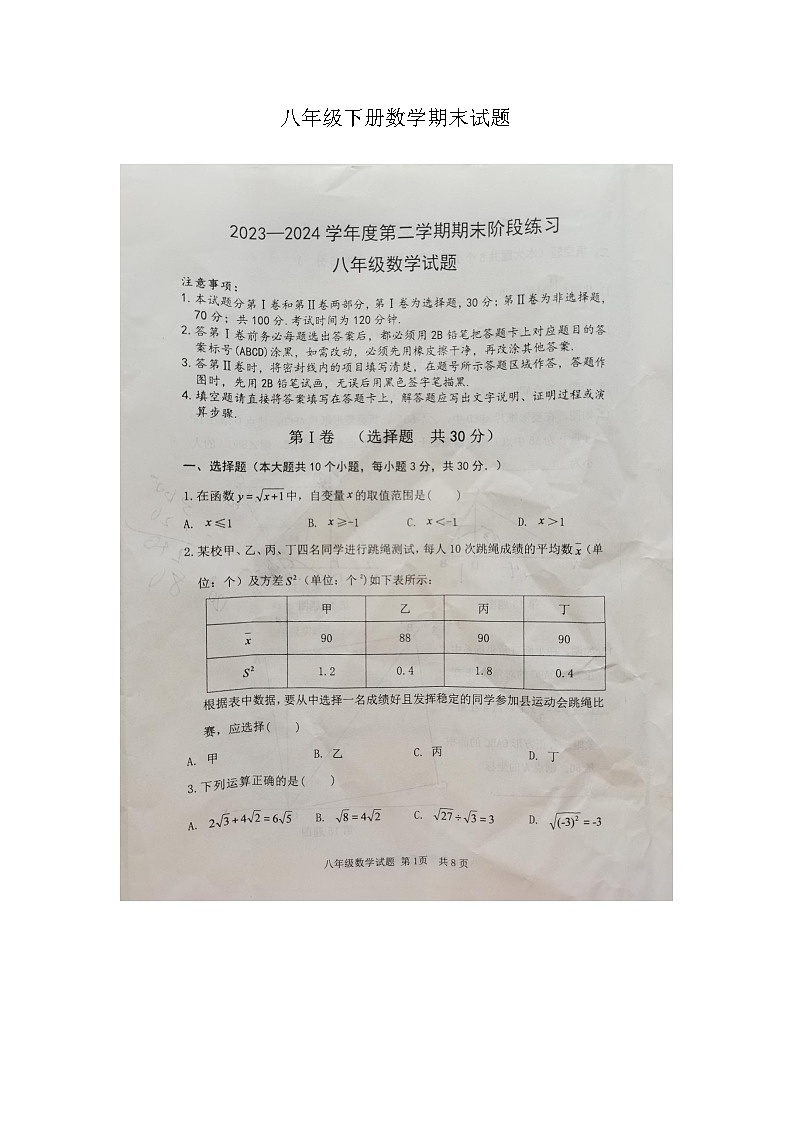 八年级下册数学期末试题
2023—2024学年度第二学期期末阶段练习
八年级数学试题
注意事项：
1. 本试题分第Ⅰ卷和第Ⅱ卷两部分，第Ⅰ卷为选择题，30分；第Ⅱ卷为非选择题，
70分；共100分.考试时间为120分钟.
2. 答第Ⅰ卷前务必每题选出答案后，都必须用2B铅笔把答题卡上对应题目的答
案标号(ABCD)涂黑，如需改动，必须先用橡皮擦干净，再改涂其他答案.
3. 答第Ⅱ卷时，将密封线内的项目填写清楚，在题号所示答题区域作答，答题作
图时，先用2B铅笔试画，无误后用黑色签字笔描黑.
4. 填空题请直接将答案填写在答题卡上，解答题应写出文字说明、证明过程或演
算步骤.
第Ⅰ卷 （选择题 共30分）
一、选择题（本大题共10个小题，每小题3分，共30分.）
1. 在函数 y=√(x+1) 中，自变量 x 的取值范围是( )
A. x≤1 B. x≥-1 C. x＜-1 D. x＞1
2. 某校甲、乙、丙、丁四名同学进行跳绳测试，每人10次跳绳成绩的平均数 x̄（单
位：个）及方差 S²（单位：个²)如下表所示：
甲 乙 丙 丁
x̄ 90 88 90 90
S² 1.2 0.4 1.8 0.4
根据表中数据，要从中选择一名成绩好且发挥稳定的同学参加县运动会跳绳比
赛，应选择( )
A. 甲 B. 乙 C. 丙 D. 丁
3. 下列运算正确的是( )
A. 2√3+4√2=6√5 B. √8=4√2 C. √27÷√3=3 D. √(-3)²=-3
八年级数学试题 第1页 共8页